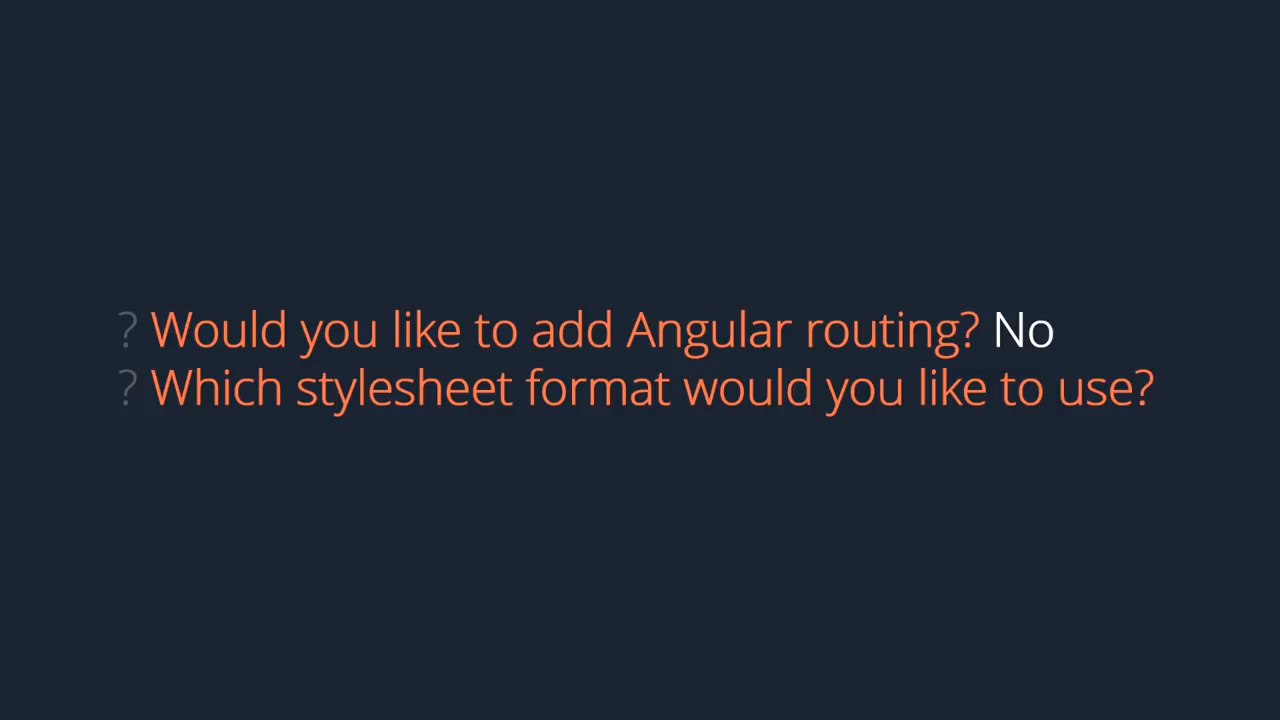 ? Would you like to add Angular routing? No
? Which stylesheet format would you like to use?